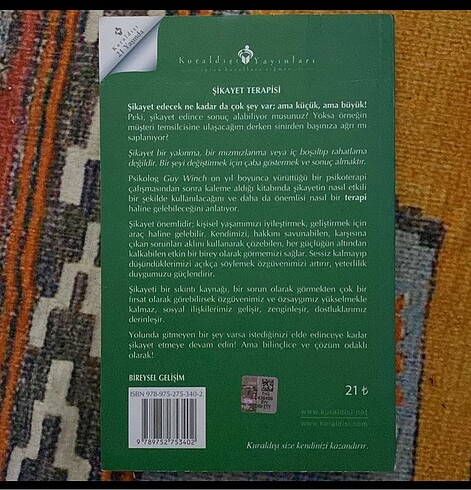 Kuraldışı
21 Yaşında
Kuraldışı Yayınları
ŞİKAYET TERAPİSİ
Şikayet edecek ne kadar da çok şey var; ama küçük, ama büyük!
Peki, şikayet edince sonuç alabiliyor musunuz? Yoksa örneğin
müşteri temsilcisine ulaşacağım derken sinirden başınıza ağrı mı
saplanıyor?
Şikayet bir yakınma, bir mızmızlanma veya iç boşaltıp rahatlama
değildir. Bir şeyi değiştirmek için çaba göstermek ve sonuç almaktır.
Psikolog Guy Winch on yıl boyunca yürüttüğü bir psikoterapi
çalışmasından sonra kaleme aldığı kitabında şikayetin nasıl etkili
bir şekilde kullanılacağını ve daha da önemlisi nasıl bir terapi
haline gelebileceğini anlatıyor.
Şikayet önemlidir; kişisel yaşamımızı iyileştirmek, geliştirmek için
araç haline gelebilir. Kendimizi, hakkını savunabilen, karşısına
çıkan sorunları aklını kullanarak çözebilen, her güçlüğün altından
kalkabilen etkin bir birey olarak görmemizi sağlar. Sessiz kalmayıp
düşündüklerimizi açıkça söylemek özgüvenimizi artırır, yeterlilik
duygumuzu güçlendirir.
Şikayeti bir sıkıntı kaynağı, bir sorun olarak görmekten çok bir
fırsat olarak görebilirsek özgüvenimiz ve özsaygımız yükselmekle
kalmaz, sosyal ilişkilerimiz gelişir, zenginleşir, dostluklarımız
derinleşir.
Yolunda gitmeyen bir şey varsa istediğinizi elde edinceye kadar
şikayet etmeye devam edin! Ama bilinçlice ve çözüm odaklı
olarak!
BİREYSEL GELİŞİM
ISBN 978-975-275-340-2
9 789752 753402
21 ₺
www.kuraldisi.net
www.kuraldisi.com
Kuraldışı size kendinizi kazandırır.